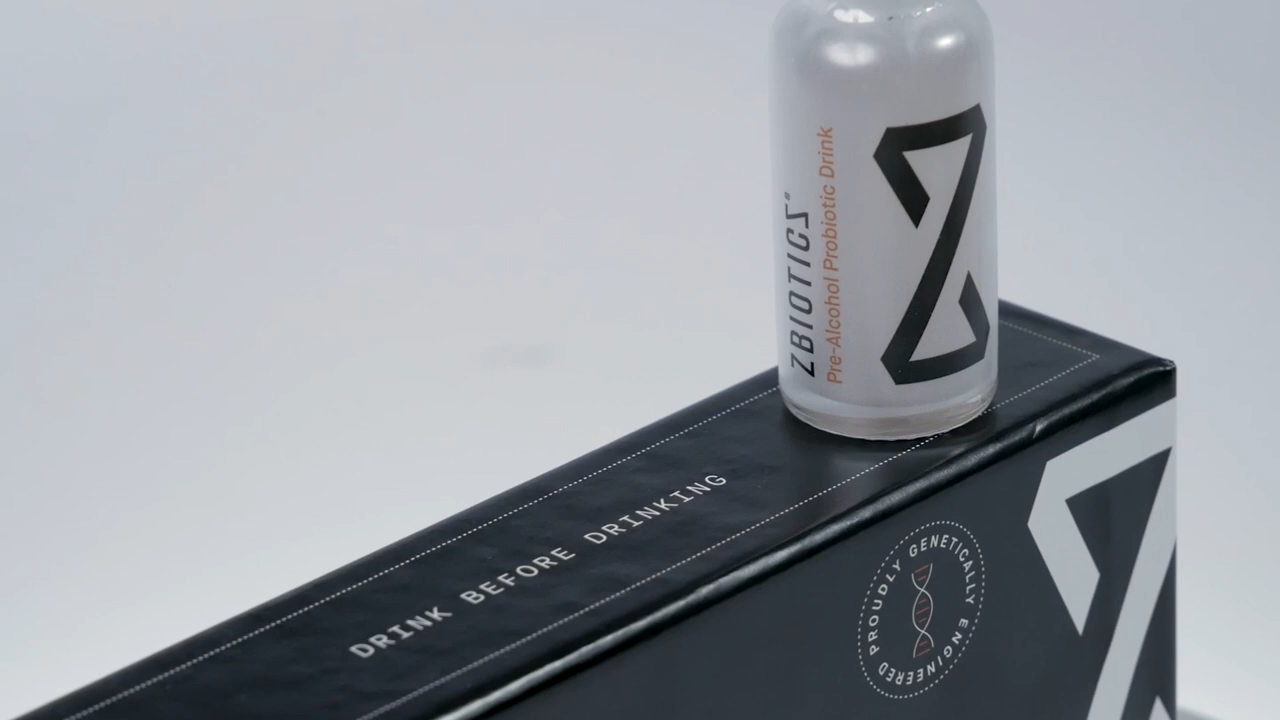 ZBIOTICS®
Pre-Alcohol Probiotic Drink
DRINK BEFORE DRINKING
PROUDLY GENETICALLY ENGINEERED